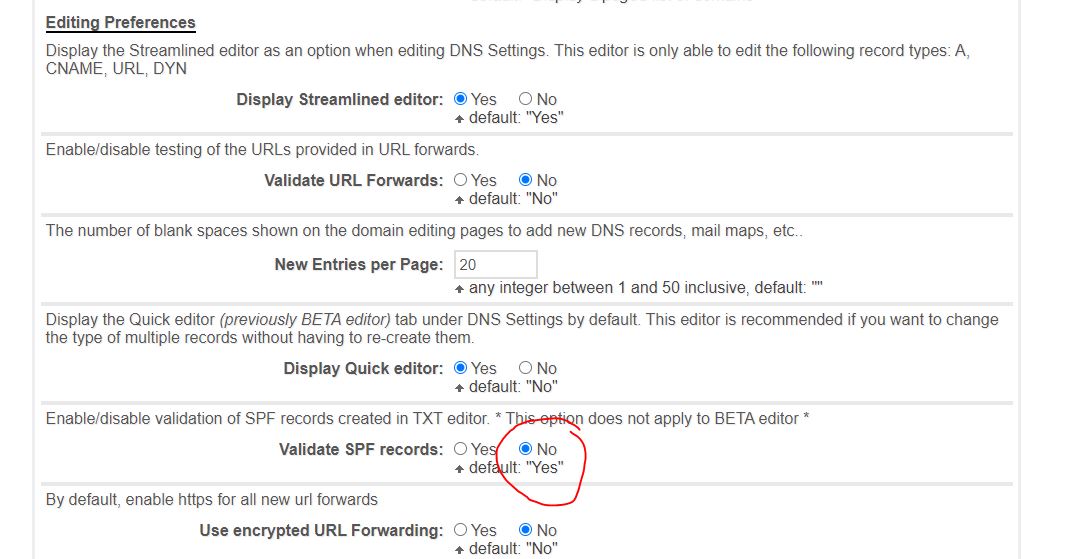 Editing Preferences
Display the Streamlined editor as an option when editing DNS Settings. This editor is only able to edit the following record types: A,
CNAME, URL, DYN
Display Streamlined editor: Yes No
default: "Yes"
Enable/disable testing of the URLs provided in URL forwards.
Validate URL Forwards: Yes No
default: "No"
The number of blank spaces shown on the domain editing pages to add new DNS records, mail maps, etc..
New Entries per Page: 20
any integer between 1 and 50 inclusive, default: ""
Display the Quick editor (previously BETA editor) tab under DNS Settings by default. This editor is recommended if you want to change
the type of multiple records without having to re-create them.
Display Quick editor: Yes No
default: "No"
Enable/disable validation of SPF records created in TXT editor. * This option does not apply to BETA editor *
Validate SPF records: Yes No
default: "Yes"
By default, enable https for all new url forwards
Use encrypted URL Forwarding: Yes No
default: "No"